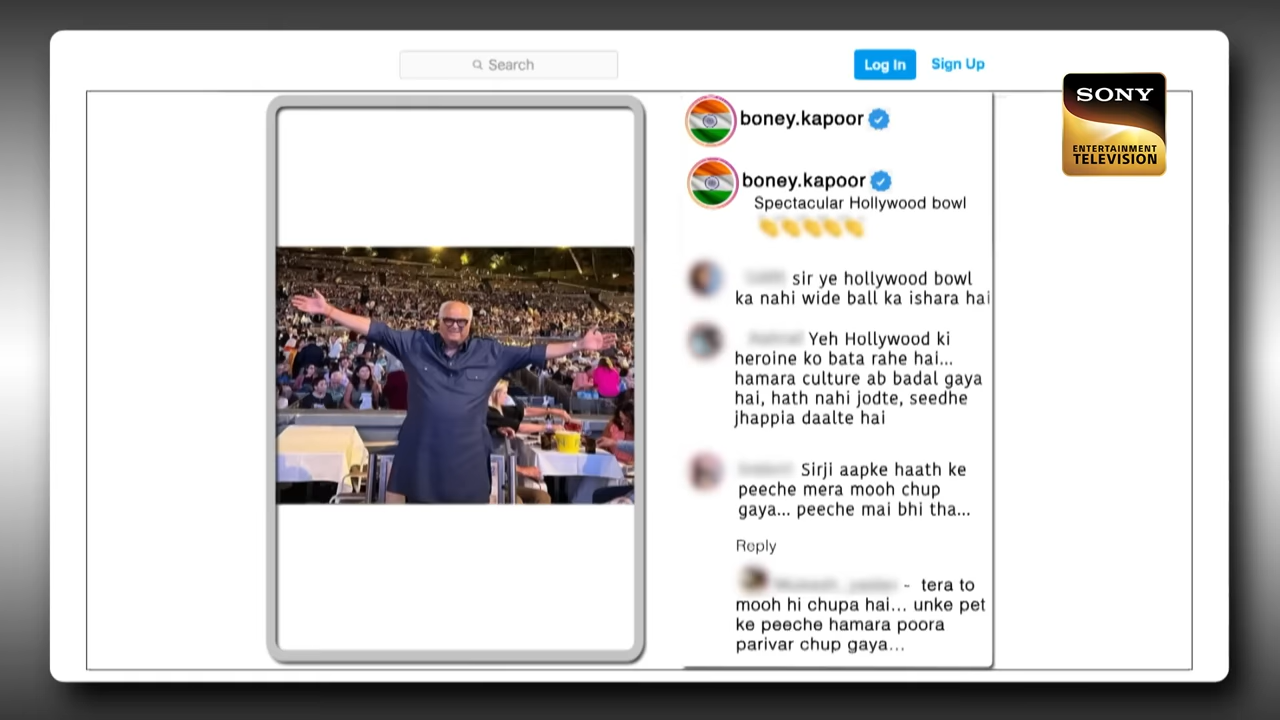 Search
Log In
Sign Up
SONY
ENTERTAINMENT
TELEVISION
boney.kapoor
boney.kapoor
Spectacular Hollywood bowl
👏👏👏👏👏
sir ye hollywood bowl
ka nahi wide ball ka ishara hai
Yeh Hollywood ki
heroine ko bata rahe hai...
hamara culture ab badal gaya
hai, hath nahi jodte, seedhe
jhappia daalte hai
Sirji aapke haath ke
peeche mera mooh chup
gaya... peeche mai bhi tha...
Reply
- tera to
mooh hi chupa hai... unke pet
ke peeche hamara poora
parivar chup gaya...